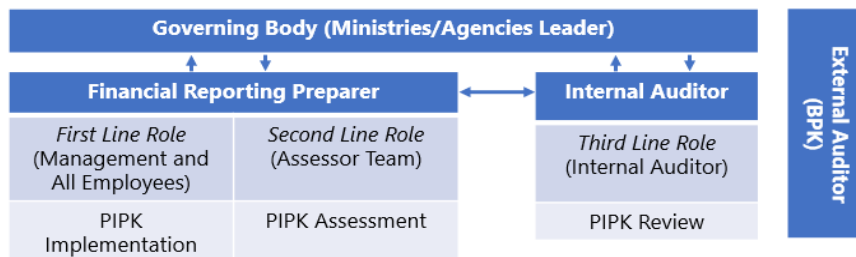 Governing Body (Ministries/Agencies Leader)
Financial Reporting Preparer
Internal Auditor
First Line Role
(Management and
All Employees)
Second Line Role
(Assessor Team)
Third Line Role
(Internal Auditor)
PIPK
Implementation
PIPK Assessment
PIPK Review
External Auditor
(BPK)